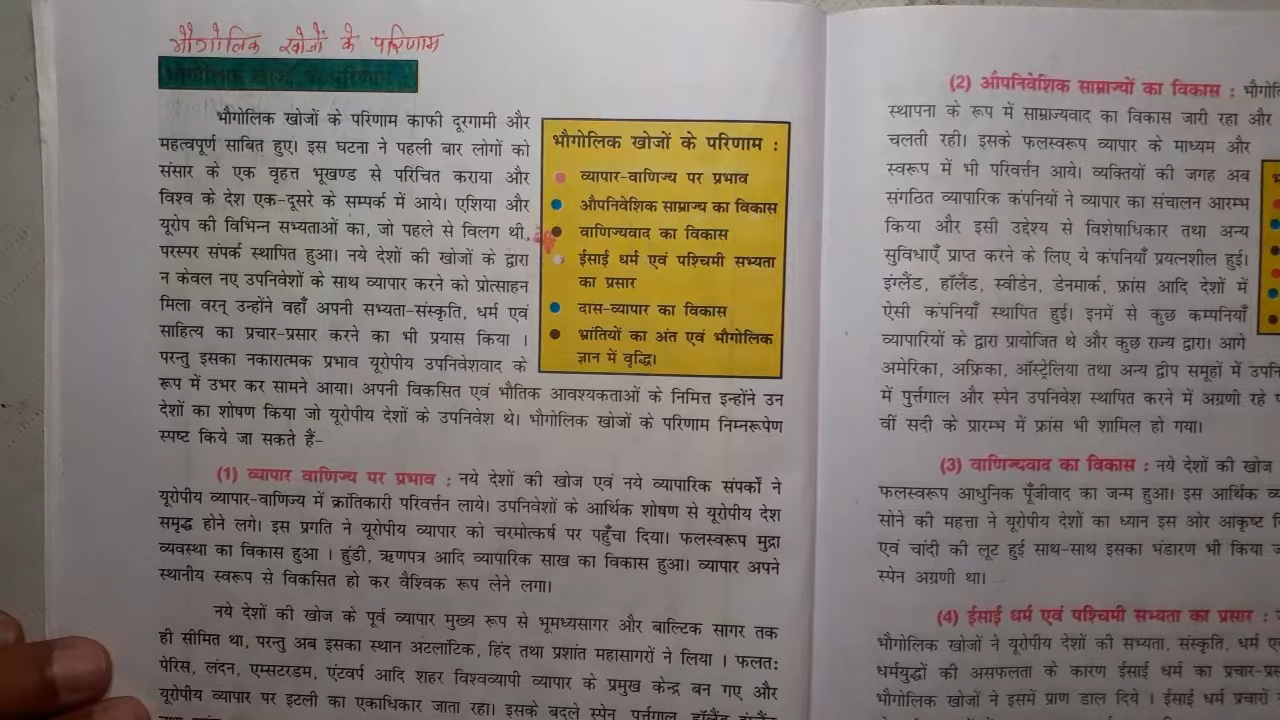 भौगोलिक खोजों के परिणाम
भौगोलिक खोजों के परिणाम :
भौगोलिक खोजों के परिणाम काफी दूरगामी और
महत्वपूर्ण साबित हुए। इस घटना ने पहली बार लोगों को
संसार के एक वृहत्त भूखण्ड से परिचित कराया और
विश्व के देश एक-दूसरे के सम्पर्क में आये। एशिया और
यूरोप की विभिन्न सभ्यताओं का, जो पहले से विलग थी,
परस्पर संपर्क स्थापित हुआ। नये देशों की खोजों के द्वारा
न केवल नए उपनिवेशों के साथ व्यापार करने को प्रोत्साहन
मिला वरन् उन्होंने वहाँ अपनी सभ्यता-संस्कृति, धर्म एवं
साहित्य का प्रचार-प्रसार करने का भी प्रयास किया ।
परन्तु इसका नकारात्मक प्रभाव यूरोपीय उपनिवेशवाद के
रूप में उभर कर सामने आया। अपनी विकसित एवं भौतिक आवश्यकताओं के निमित्त इन्होंने उन
देशों का शोषण किया जो यूरोपीय देशों के उपनिवेश थे। भौगोलिक खोजों के परिणाम निम्नरूपेण
स्पष्ट किये जा सकते हैं-
भौगोलिक खोजों के परिणाम :
व्यापार-वाणिज्य पर प्रभाव
औपनिवेशिक साम्राज्य का विकास
वाणिज्यवाद का विकास
ईसाई धर्म एवं पश्चिमी सभ्यता
का प्रसार
दास-व्यापार का विकास
भ्रांतियों का अंत एवं भौगोलिक
ज्ञान में वृद्धि।
(1) व्यापार वाणिज्य पर प्रभाव : नये देशों की खोज एवं नये व्यापारिक संपर्कों ने
यूरोपीय व्यापार-वाणिज्य में क्रांतिकारी परिवर्त्तन लाये। उपनिवेशों के आर्थिक शोषण से यूरोपीय देश
समृद्ध होने लगे। इस प्रगति ने यूरोपीय व्यापार को चरमोत्कर्ष पर पहुँचा दिया। फलस्वरूप मुद्रा
व्यवस्था का विकास हुआ । हुंडी, ऋणपत्र आदि व्यापारिक साख का विकास हुआ। व्यापार अपने
स्थानीय स्वरूप से विकसित हो कर वैश्विक रूप लेने लगा।
नये देशों की खोज के पूर्व व्यापार मुख्य रूप से भूमध्यसागर और बाल्टिक सागर तक
ही सीमित था, परन्तु अब इसका स्थान अटलांटिक, हिंद तथा प्रशांत महासागरों ने लिया । फलतः
पेरिस, लंदन, एम्सटरडम, एंटवर्प आदि शहर विश्वव्यापी व्यापार के प्रमुख केन्द्र बन गए और
यूरोपीय व्यापार पर इटली का एकाधिकार जाता रहा। इसके बदले स्पेन
(2) औपनिवेशिक साम्राज्यों का विकास :
स्थापना के रूप में साम्राज्यवाद का विकास जारी रहा और
चलती रही। इसके फलस्वरूप व्यापार के माध्यम और
स्वरूप में भी परिवर्तन आये। व्यक्तियों की जगह अब
संगठित व्यापारिक कंपनियों ने व्यापार का संचालन आरम्भ
किया और इसी उद्देश्य से विशेषाधिकार तथा अन्य
सुविधाएँ प्राप्त करने के लिए ये कंपनियाँ प्रयत्नशील हुई।
इंग्लैंड, हॉलैंड, स्वीडेन, डेनमार्क, फ्रांस आदि देशों में
ऐसी कंपनियाँ स्थापित हुई। इनमें से कुछ कम्पनियाँ
व्यापारियों के द्वारा प्रायोजित थे और कुछ राज्य द्वारा। आगे
अमेरिका, अफ्रिका, ऑस्ट्रेलिया तथा अन्य द्वीप समूहों में
में पुर्त्तगाल और स्पेन उपनिवेश स्थापित करने में अग्रणी रहे
वीं सदी के प्रारम्भ में फ्रांस भी शामिल हो गया।
(3) वाणिज्यवाद का विकास : नये देशों की खोज
फलस्वरूप आधुनिक पूँजीवाद का जन्म हुआ। इस आर्थिक
सोने की महत्ता ने यूरोपीय देशों का ध्यान इस ओर आकृष्ट
एवं चांदी की लूट हुई साथ-साथ इसका भंडारण भी किया
स्पेन अग्रणी था।
(4) ईसाई धर्म एवं पश्चिमी सभ्यता का प्रसार :
भौगोलिक खोजों ने यूरोपीय देशों की सभ्यता, संस्कृति, धर्म
धर्मयुद्धों की असफलता के कारण ईसाई धर्म का
भौगोलिक खोजों ने इसमें प्राण डाल दिये । ईसाई धर्म प्रचारों